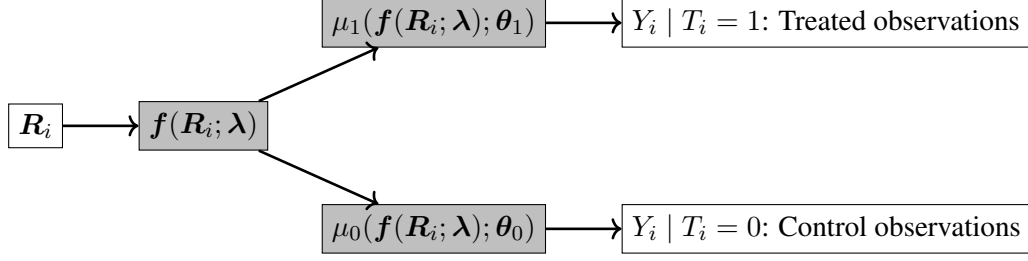 μ₁(𝒇(𝑹ᵢ; 𝝀); 𝜽₁)
Yᵢ | Tᵢ = 1: Treated observations
𝑹ᵢ
𝒇(𝑹ᵢ; 𝝀)
μ₀(𝒇(𝑹ᵢ; 𝝀); 𝜽₀)
Yᵢ | Tᵢ = 0: Control observations